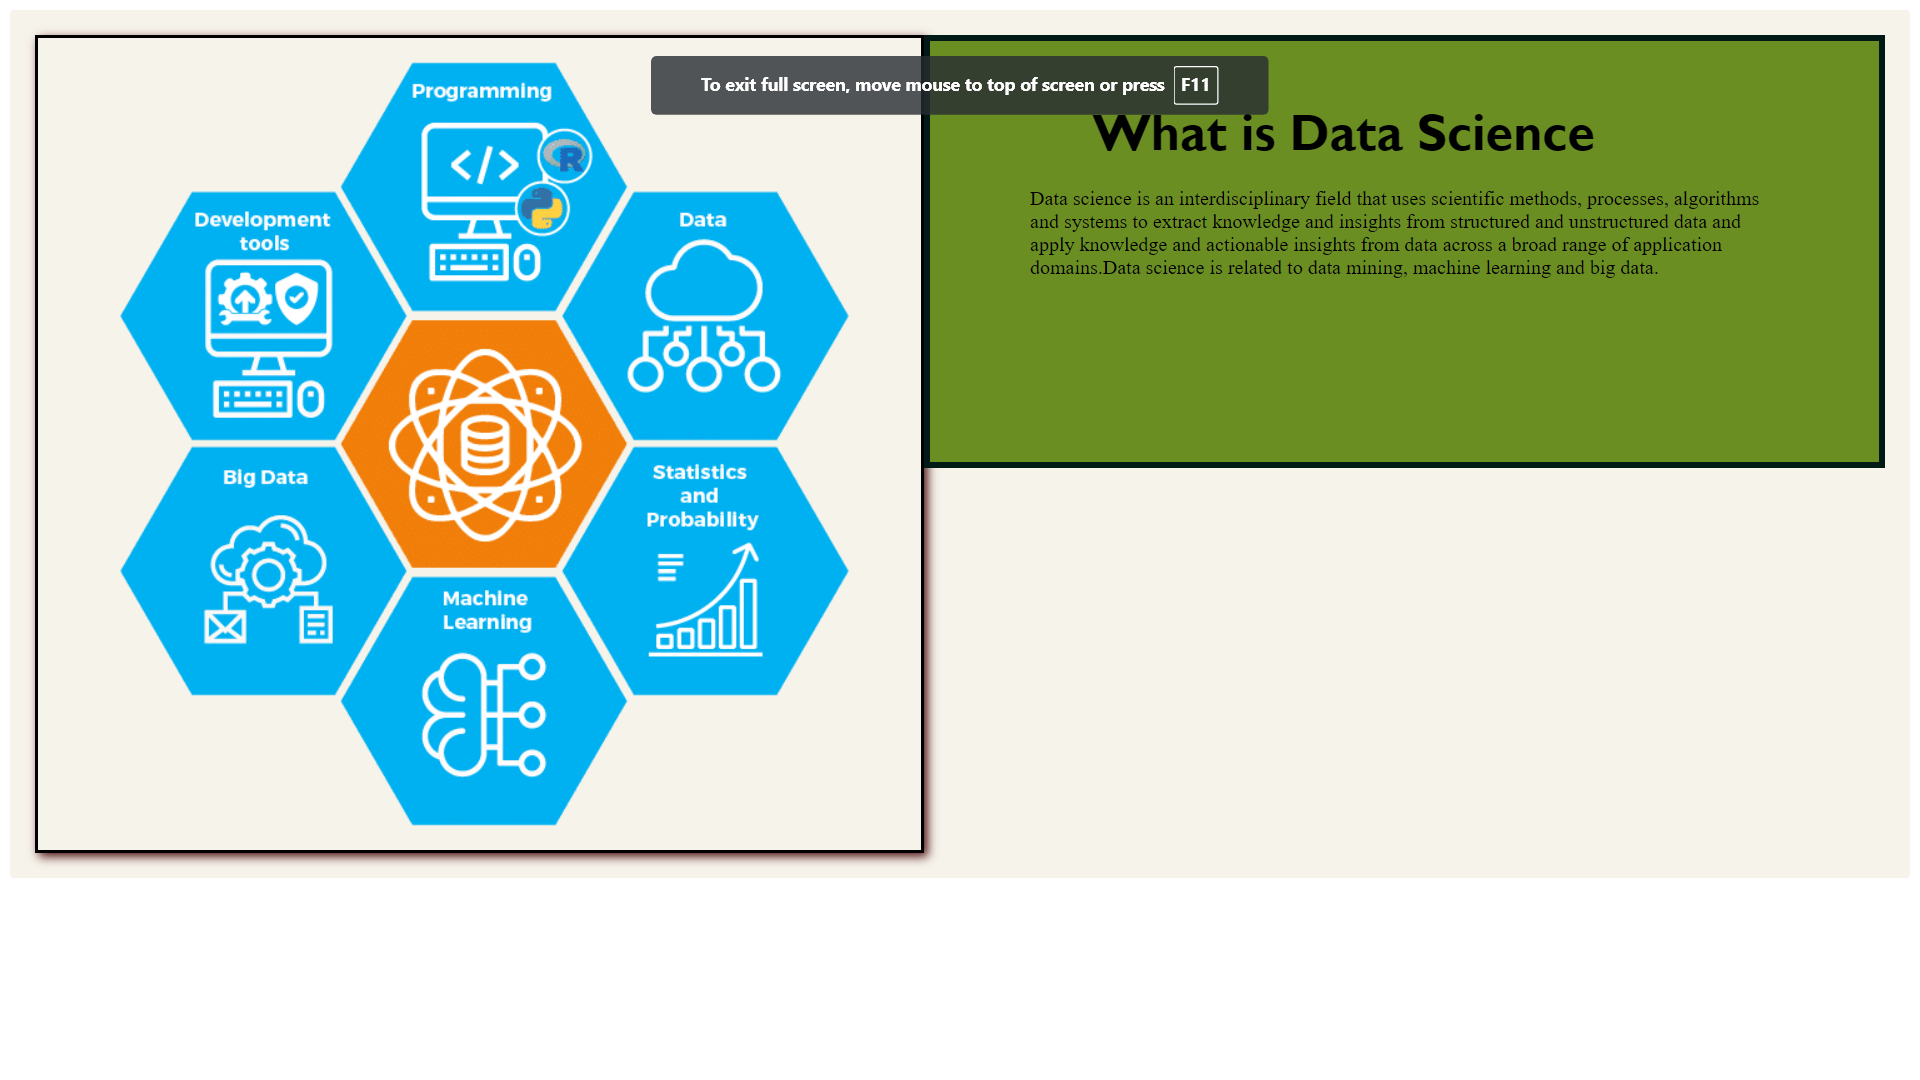 To exit full screen, move mouse to top of screen or press F11
Programming
</>
R
Development
tools
Data
Big Data
Statistics
and
Probability
Machine
Learning
What is Data Science
Data science is an interdisciplinary field that uses scientific methods, processes, algorithms
and systems to extract knowledge and insights from structured and unstructured data and
apply knowledge and actionable insights from data across a broad range of application
domains.Data science is related to data mining, machine learning and big data.